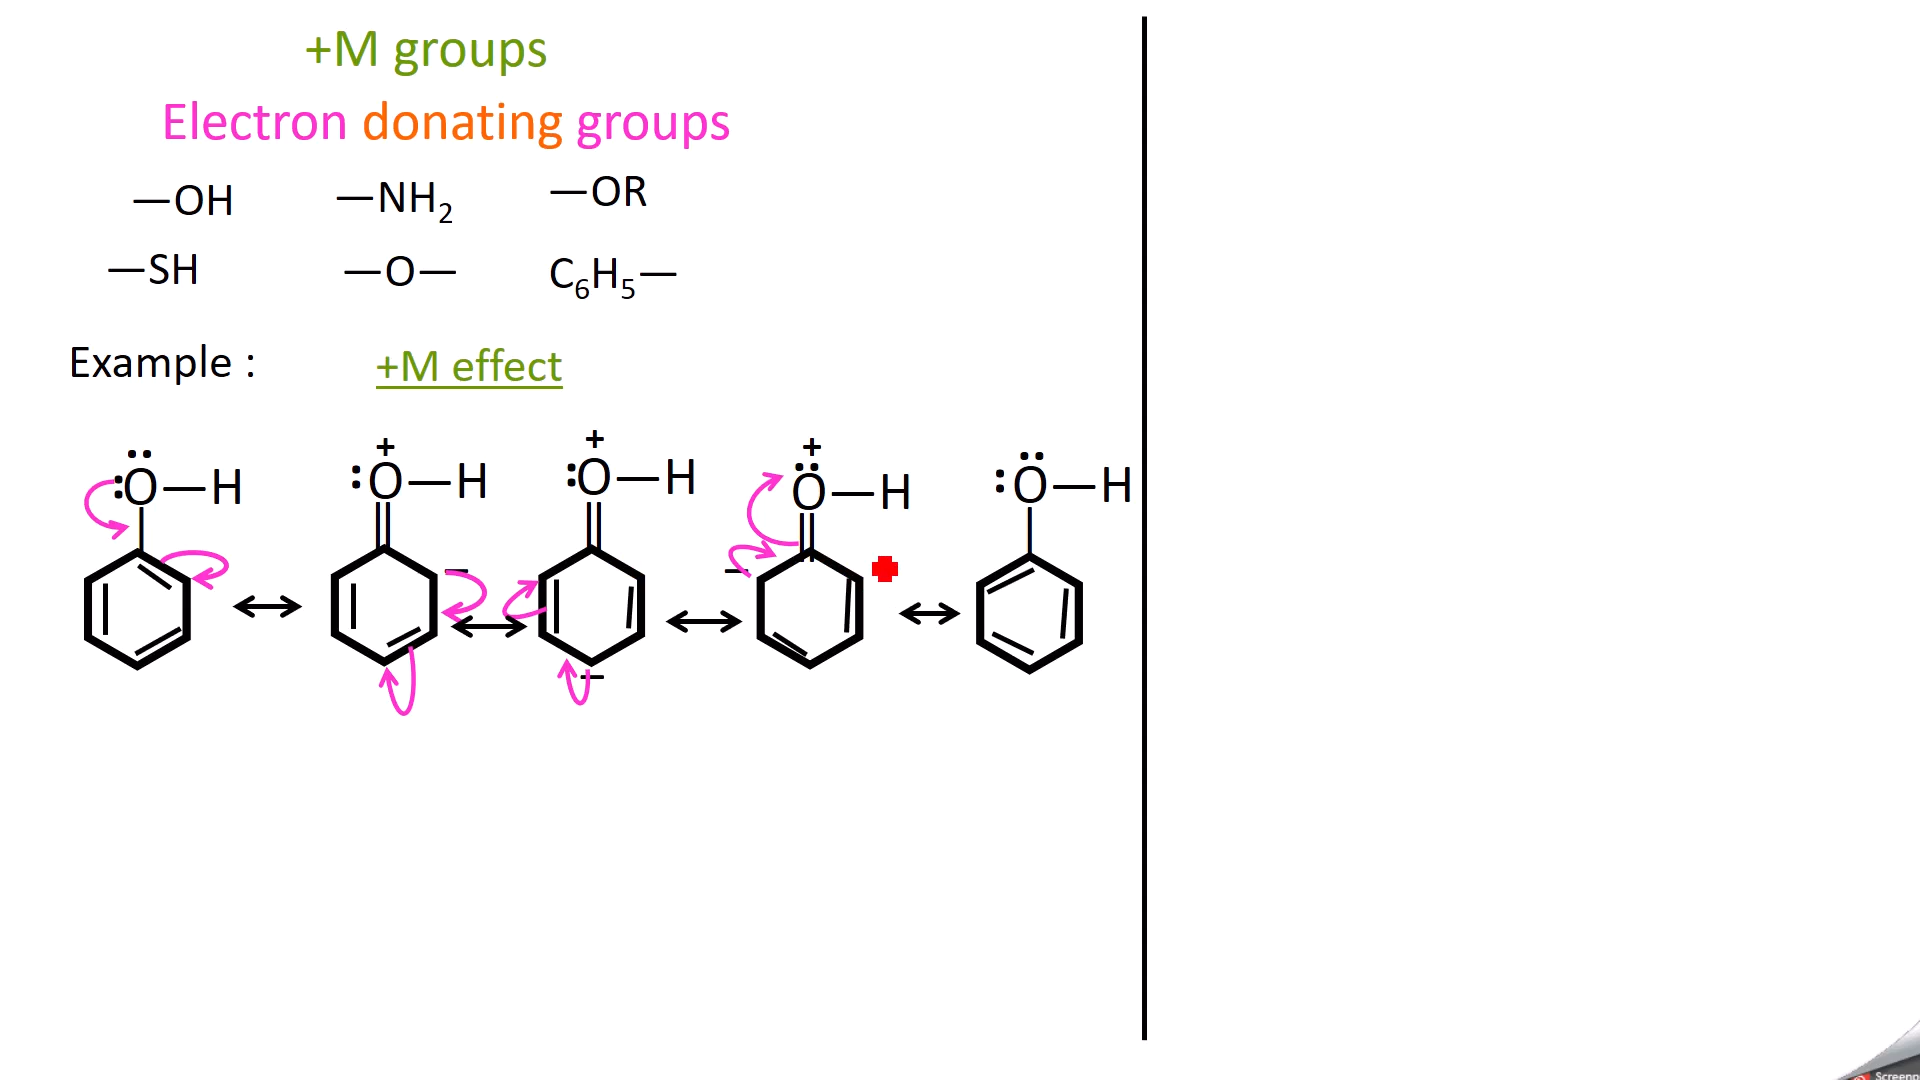 +M groups
Electron donating groups
—OH —NH₂ —OR
—SH —O— C₆H₅—
Example : +M effect
+ + +
:Ö—H :O—H :O—H Ö—H :Ö—H
– –
–